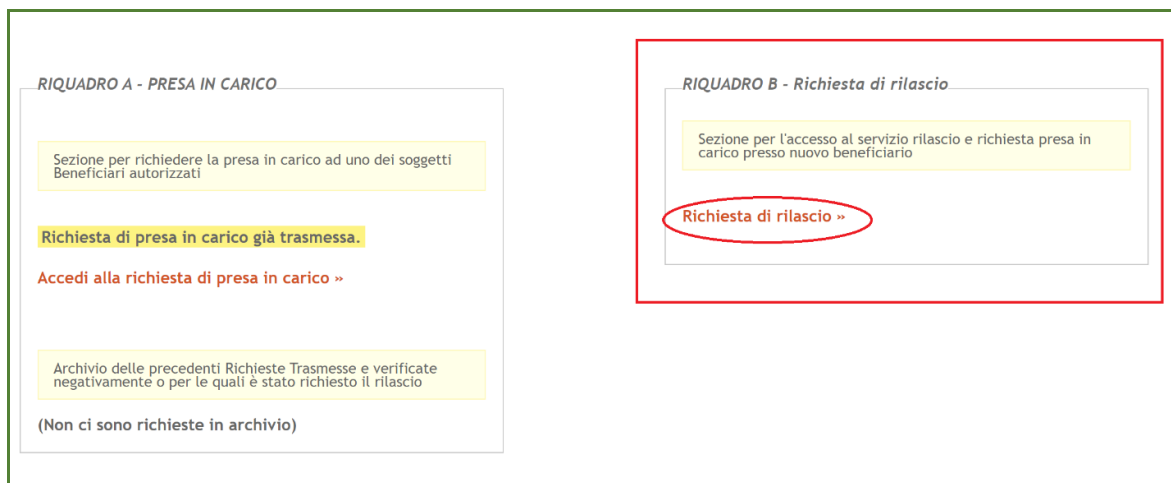 RIQUADRO A - PRESA IN CARICO
Sezione per richiedere la presa in carico ad uno dei soggetti
Beneficiari autorizzati
Richiesta di presa in carico già trasmessa.
Accedi alla richiesta di presa in carico »
Archivio delle precedenti Richieste Trasmesse e verificate
negativamente o per le quali è stato richiesto il rilascio
(Non ci sono richieste in archivio)
RIQUADRO B - Richiesta di rilascio
Sezione per l'accesso al servizio rilascio e richiesta presa in
carico presso nuovo beneficiario
Richiesta di rilascio »